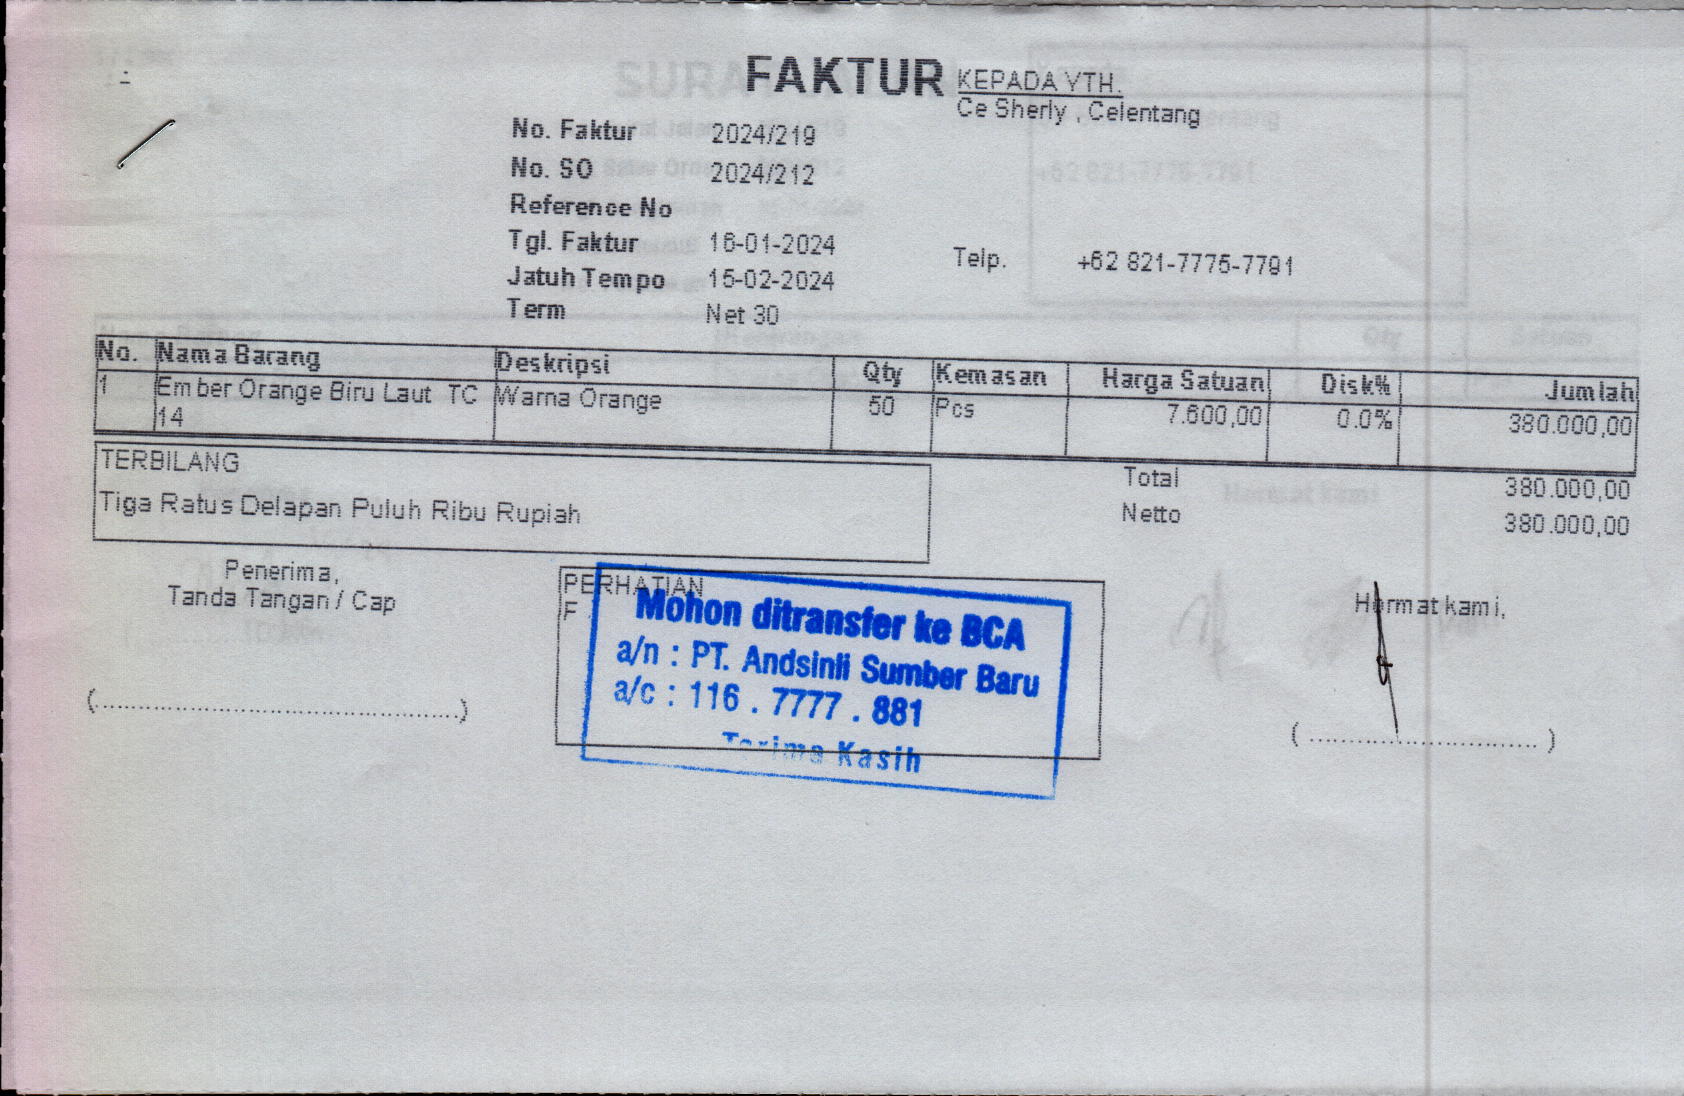 FAKTUR
KEPADA YTH.
Ce Sherly , Celentang
No. Faktur 2024/219
No. SO 2024/212
Reference No
Tgl. Faktur 16-01-2024
Telp. +62 821-7775-7791
Jatuh Tempo 15-02-2024
Term Net 30
No. Nama Barang Deskripsi Qty Kemasan Harga Satuan Disk% Jumlah
1 Ember Orange Biru Laut TC Warna Orange 50 Pcs 7.600,00 0.0% 380.000,00
14
TERBILANG
Tiga Ratus Delapan Puluh Ribu Rupiah
Total 380.000,00
Netto 380.000,00
Penerima,
Tanda Tangan / Cap
PERHATIAN
F
Mohon ditransfer ke BCA
a/n : PT. Andsinli Sumber Baru
a/c : 116 . 7777 . 881
Terima Kasih
Hormat kami,
(..................................................)
( ................................ )